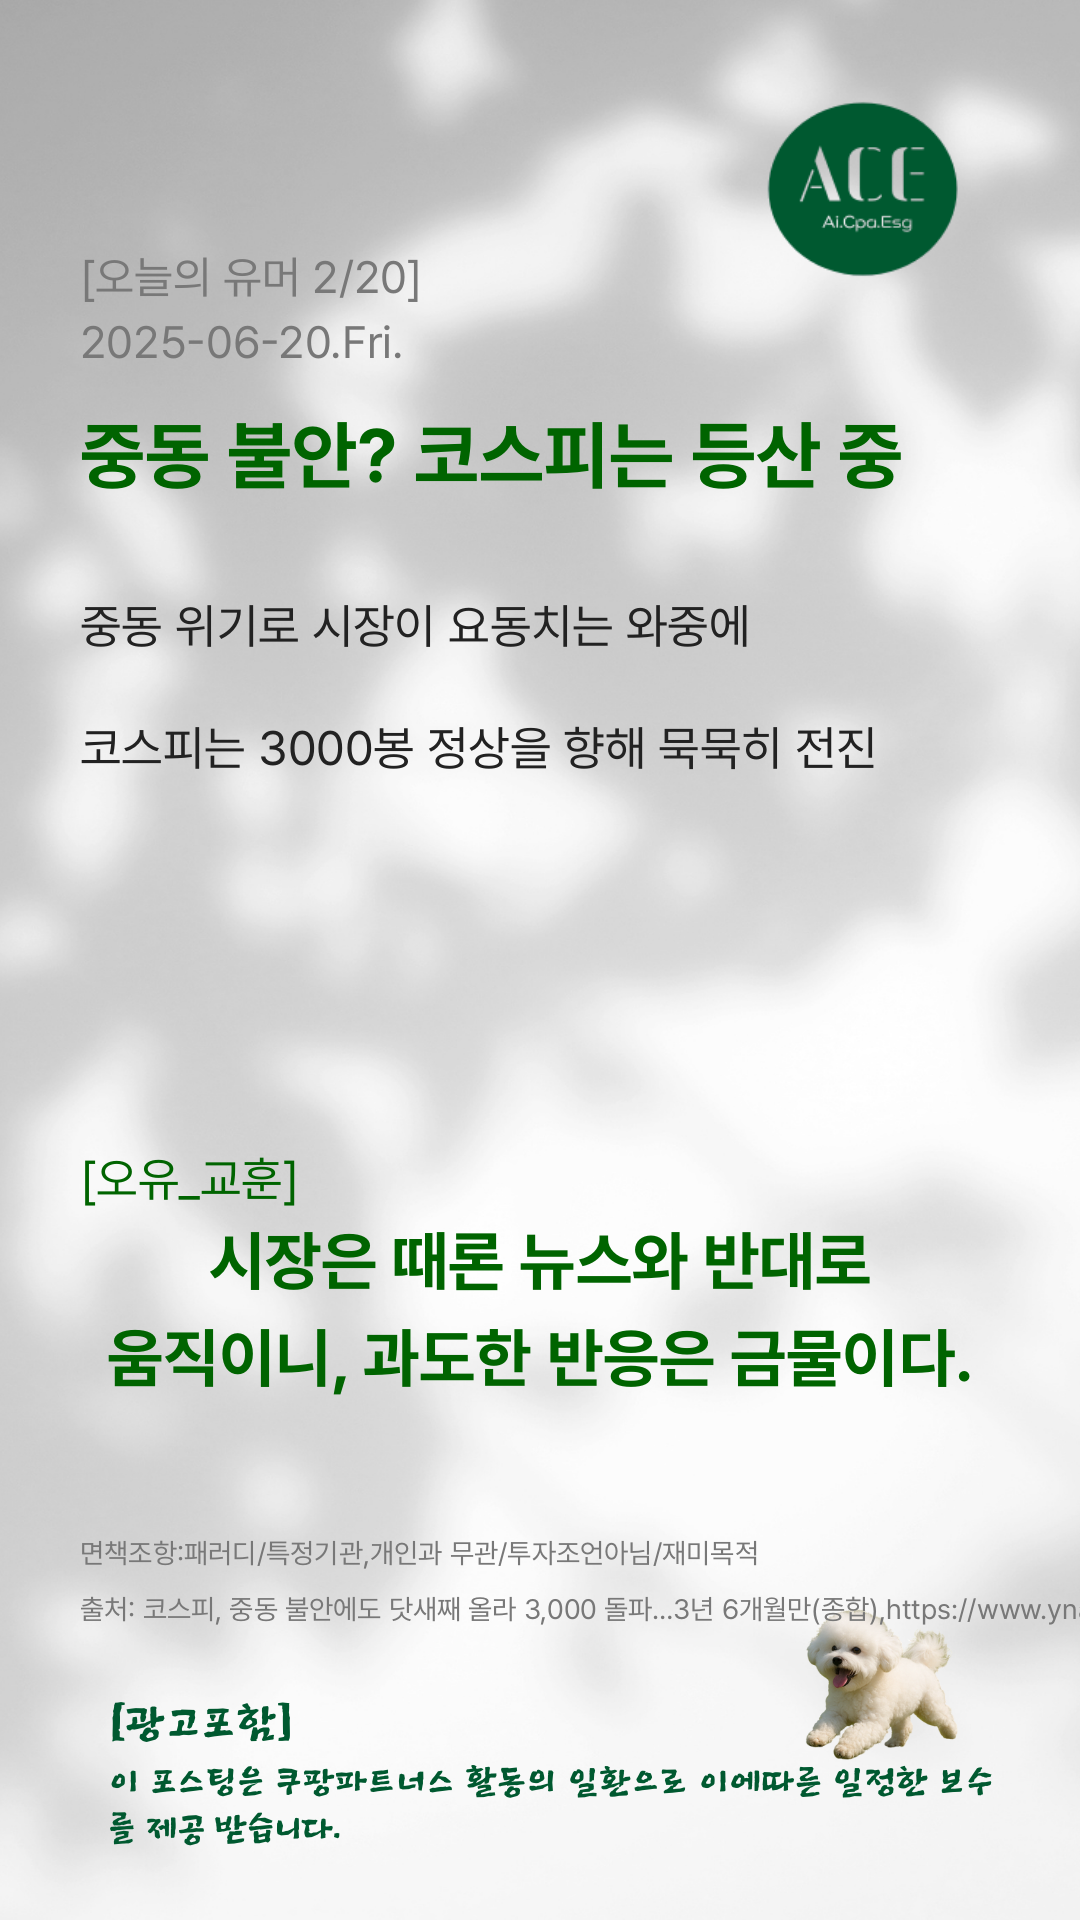 ACE
Ai.Cpa.Esg
[오늘의 유머 2/20]
2025-06-20.Fri.
중동 불안? 코스피는 등산 중
중동 위기로 시장이 요동치는 와중에
코스피는 3000봉 정상을 향해 묵묵히 전진
[오유_교훈]
시장은 때론 뉴스와 반대로
움직이니, 과도한 반응은 금물이다.
면책조항:패러디/특정기관,개인과 무관/투자조언아님/재미목적
출처: 코스피, 중동 불안에도 닷새째 올라 3,000 돌파...3년 6개월만(종합),https://www.yn
[광고포함]
이 포스팅은 쿠팡파트너스 활동의 일환으로 이에따른 일정한 보수
를 제공 받습니다.